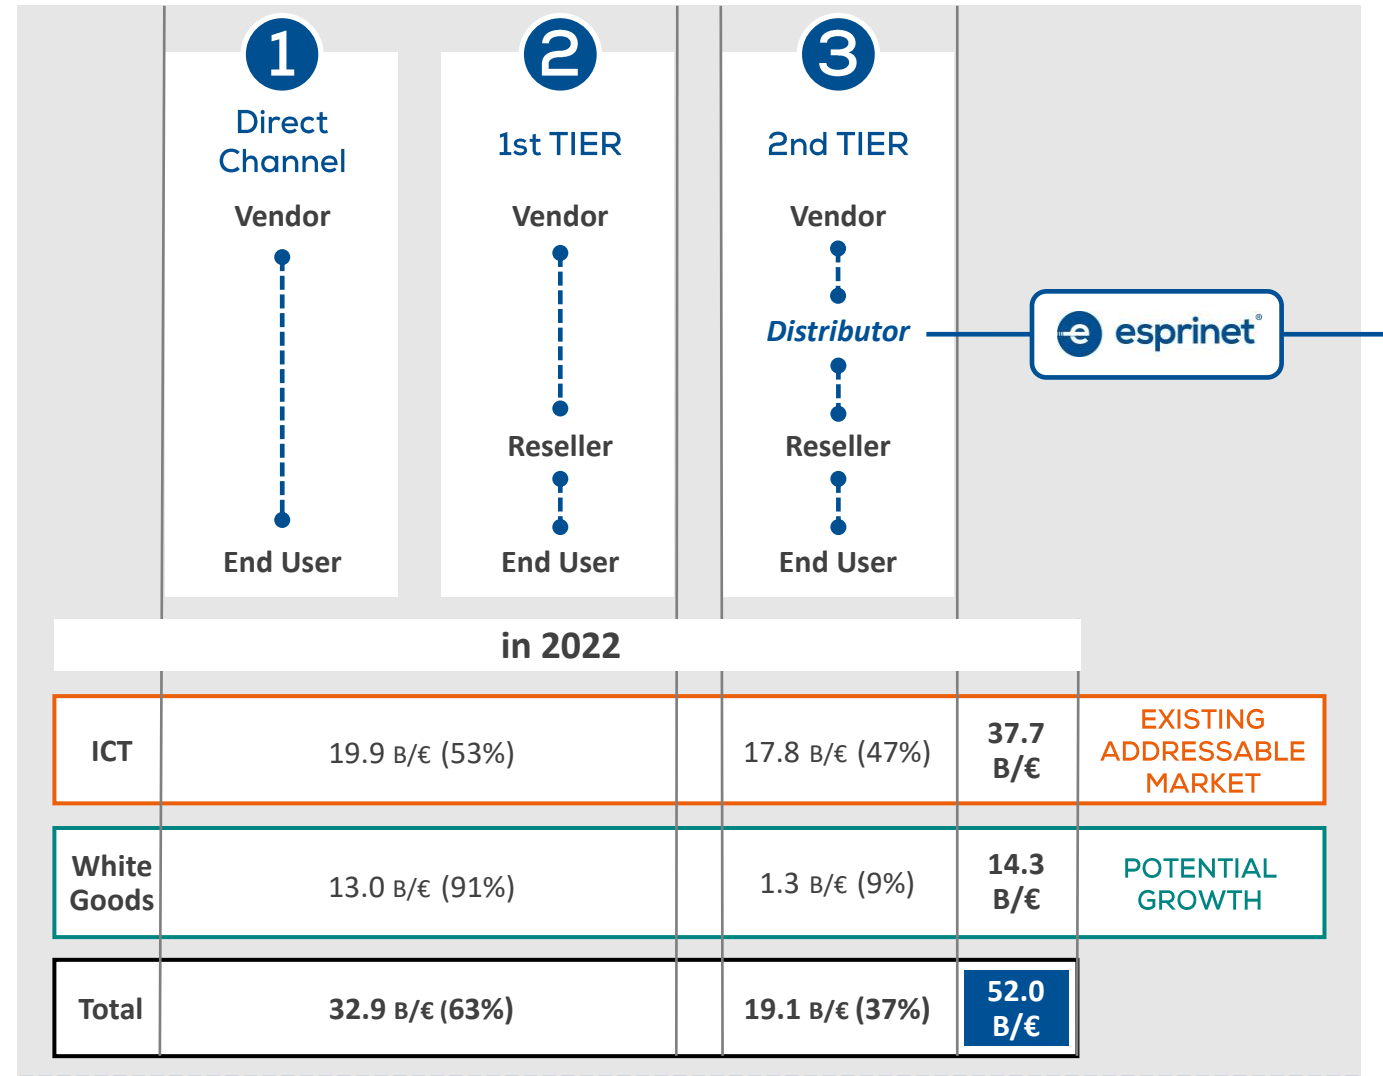 1
Direct
Channel
Vendor
End User
2
1st TIER
Vendor
Reseller
End User
3
2nd TIER
Vendor
Distributor
Reseller
End User
e esprinet®
in 2022
ICT
19.9 B/€ (53%)
17.8 B/€ (47%)
37.7
B/€
EXISTING
ADDRESSABLE
MARKET
White
Goods
13.0 B/€ (91%)
1.3 B/€ (9%)
14.3
B/€
POTENTIAL
GROWTH
Total
32.9 B/€ (63%)
19.1 B/€ (37%)
52.0
B/€